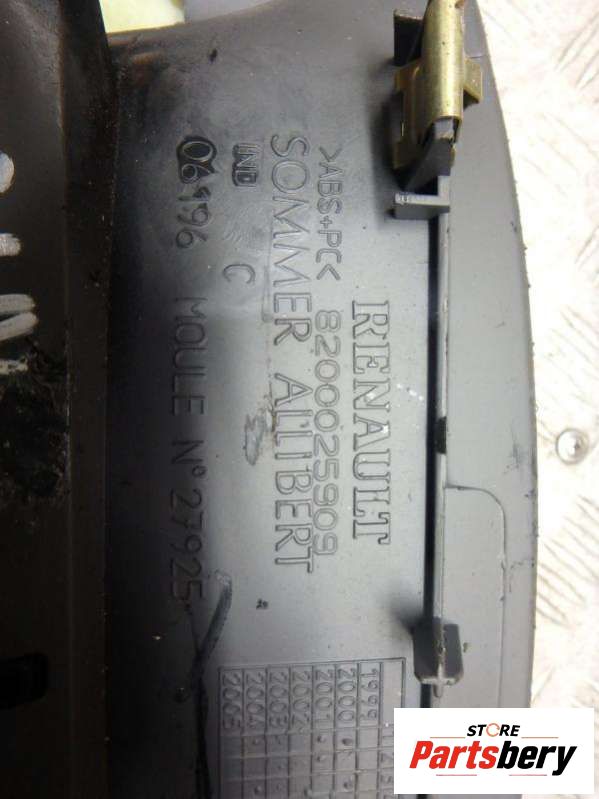 RENAULT
>ABS+PC< 8200025909
SOMMER ALLIBERT
IND C
06196 MOULE N° 27925
1999
2000
2001
2002
2003
2004
2005
STORE
Partsbery